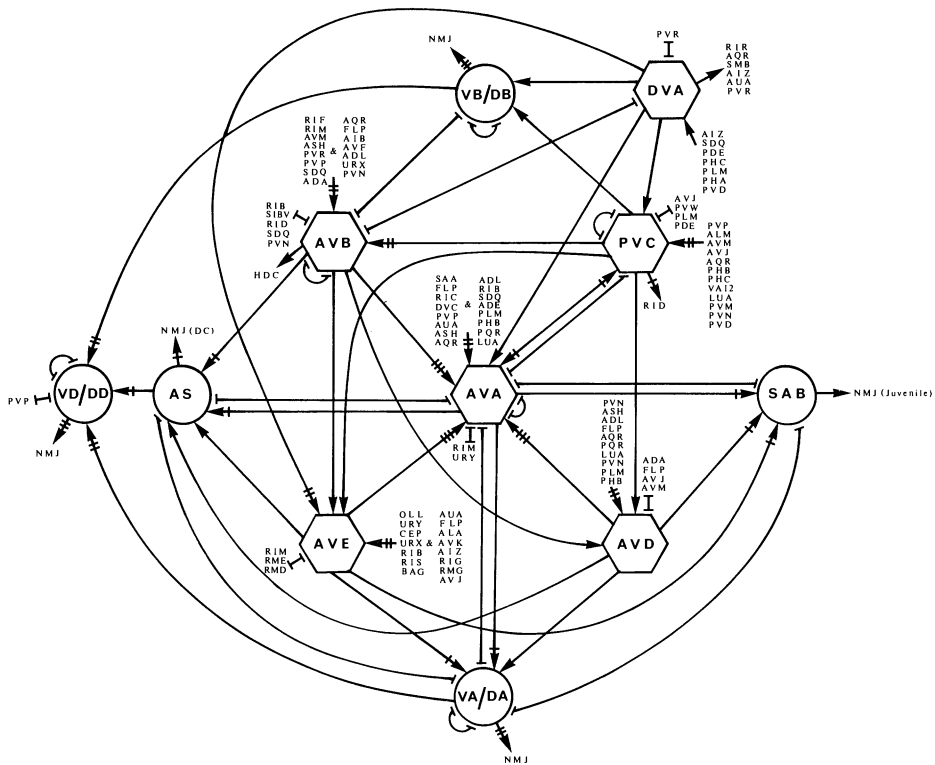 NMJ
VB/DB
PVR
DVA
RIR
AQR
SMB
AIZ
AUA
PVR
AIZ
SDQ
PDE
PHC
PLM
PHA
PVD
RIF AQR
RIM FLP
AVM AIB
ASH & AVF
PVR ADL
PVP URX
SDQ PVN
ADA
RIB
SIBV
RID
SDQ
PVN
AVB
HDC
PVC
AVJ
PVW
PLM
PDE
PVP
ALM
AVM
AVJ
AQR
PHB
PHC
VAI2
LUA
PVM
PVN
PVD
RID
SAA ADL
FLP RIB
RIC SDQ
DVC & ADE
PVP PLM
AUA PHB
ASH PQR
AQR LUA
NMJ (DC)
PVP
VD/DD
NMJ
AS
AVA
RIM
URY
SAB
NMJ (Juvenile)
PVN
ASH
ADL
FLP
AQR
PQR
LUA
PVN
PLM
PHB
ADA
FLP
AVJ
AVM
RIM
RME
RMD
AVE
OLL AUA
URY FLP
CEP ALA
URX & AVK
RIB AIZ
RIS RIG
BAG RMG
AVJ
AVD
VA/DA
NMJ